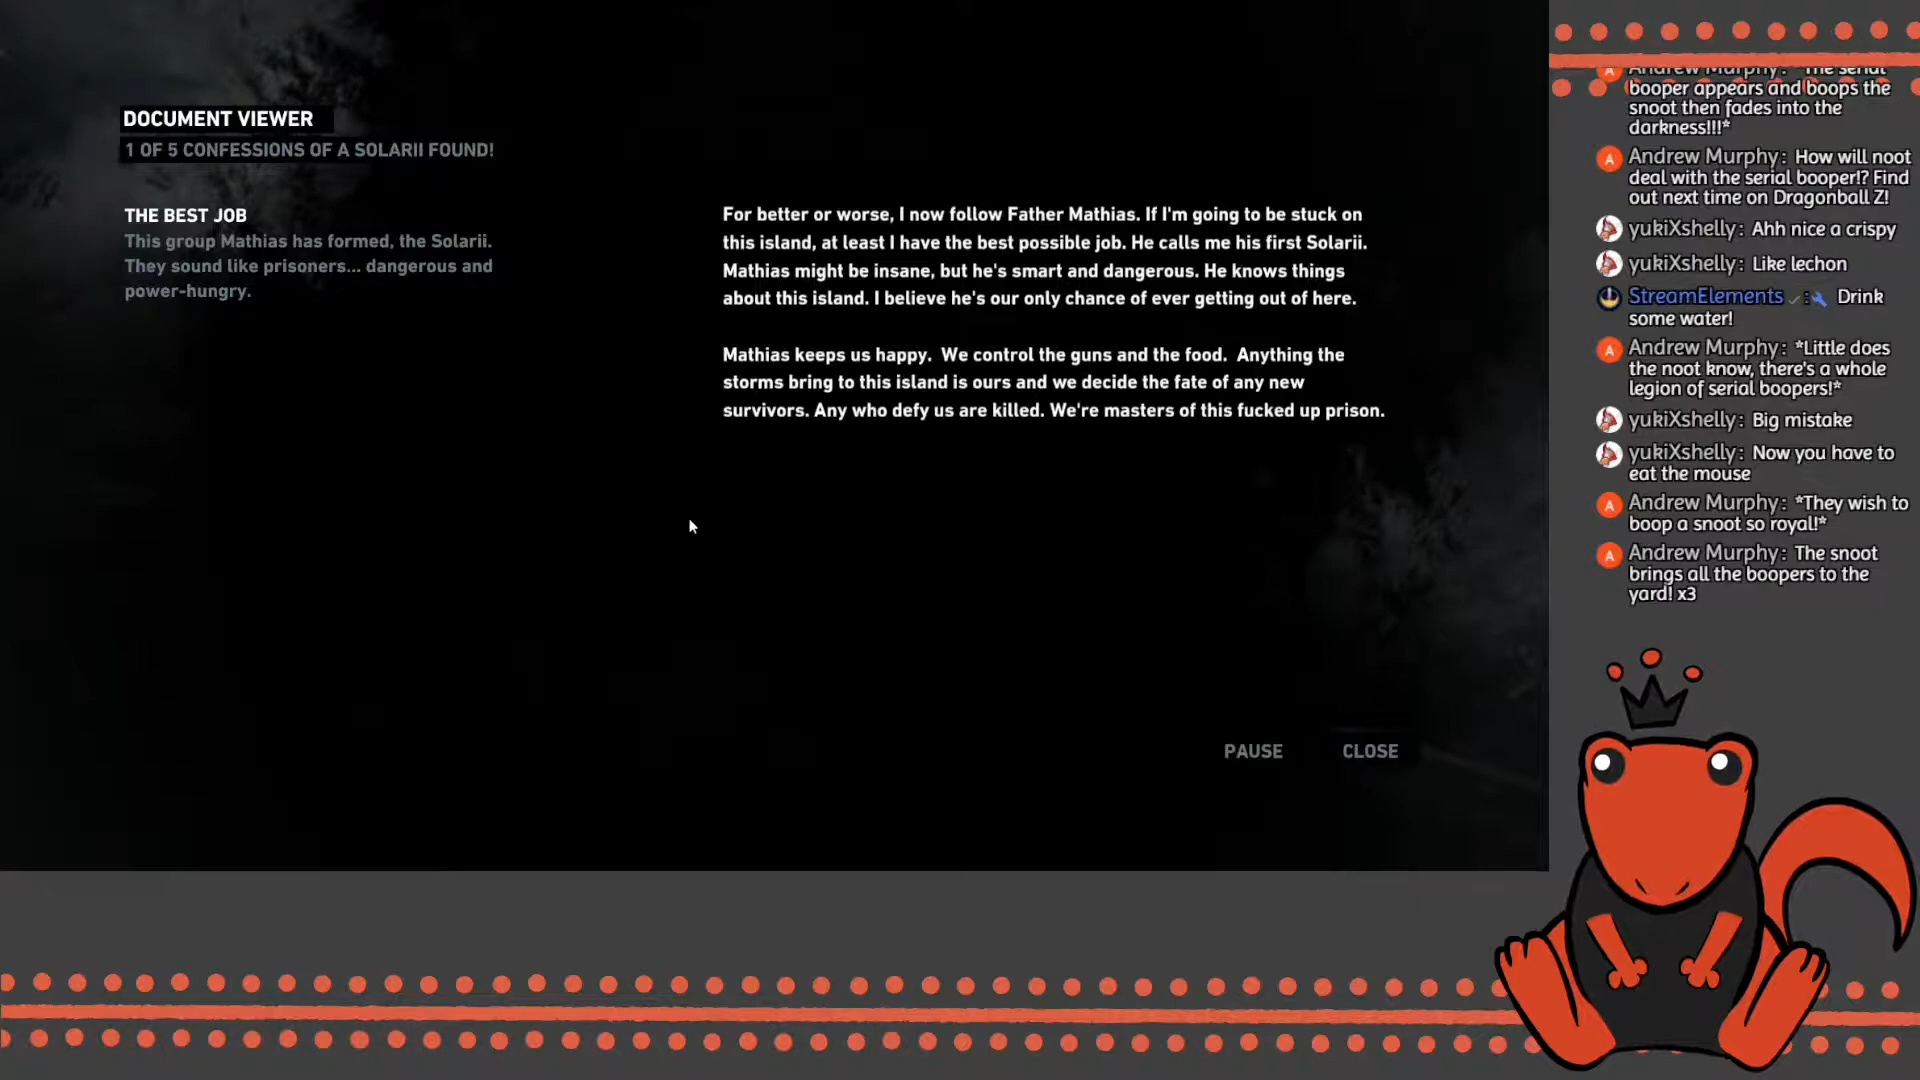 DOCUMENT VIEWER
1 OF 5 CONFESSIONS OF A SOLARII FOUND!
THE BEST JOB
This group Mathias has formed, the Solarii.
They sound like prisoners... dangerous and
power-hungry.
For better or worse, I now follow Father Mathias. If I'm going to be stuck on
this island, at least I have the best possible job. He calls me his first Solarii.
Mathias might be insane, but he's smart and dangerous. He knows things
about this island. I believe he's our only chance of ever getting out of here.
Mathias keeps us happy.  We control the guns and the food.  Anything the
storms bring to this island is ours and we decide the fate of any new
survivors. Any who defy us are killed. We're masters of this fucked up prison.
PAUSE
CLOSE
A Andrew Murphy: *The serial
booper appears and boops the
snoot then fades into the
darkness!!!*
A Andrew Murphy: How will noot
deal with the serial booper!? Find
out next time on Dragonball Z!
yukiXshelly: Ahh nice a crispy
yukiXshelly: Like lechon
StreamElements: Drink
some water!
A Andrew Murphy: *Little does
the noot know, there's a whole
legion of serial boopers!*
yukiXshelly: Big mistake
yukiXshelly: Now you have to
eat the mouse
A Andrew Murphy: *They wish to
boop a snoot so royal!*
A Andrew Murphy: The snoot
brings all the boopers to the
yard! x3